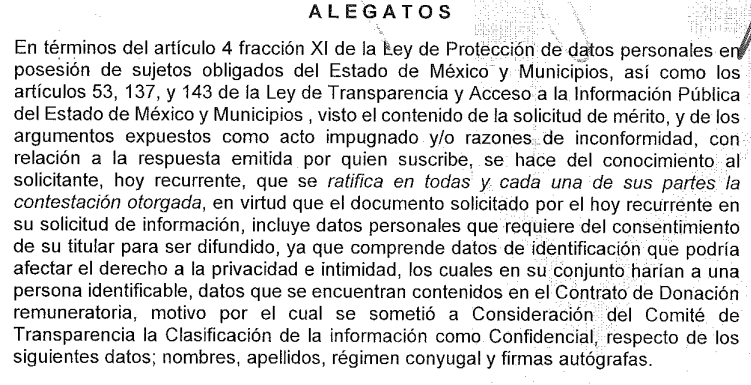 ALEGATOS
En términos del artículo 4 fracción XI de la Ley de Protección de datos personales en
posesión de sujetos obligados del Estado de México y Municipios, así como los
artículos 53, 137, y 143 de la Ley de Transparencia y Acceso a la Información Pública
del Estado de México y Municipios , visto el contenido de la solicitud de mérito, y de los
argumentos expuestos como acto impugnado y/o razones de inconformidad, con
relación a la respuesta emitida por quien suscribe, se hace del conocimiento al
solicitante, hoy recurrente, que se ratifica en todas y cada una de sus partes la
contestación otorgada, en virtud que el documento solicitado por el hoy recurrente en
su solicitud de información, incluye datos personales que requiere del consentimiento
de su titular para ser difundido, ya que comprende datos de identificación que podría
afectar el derecho a la privacidad e intimidad, los cuales en su conjunto harían a una
persona identificable, datos que se encuentran contenidos en el Contrato de Donación
remuneratoria, motivo por el cual se sometió a Consideración del Comité de
Transparencia la Clasificación de la información como Confidencial, respecto de los
siguientes datos; nombres, apellidos, régimen conyugal y firmas autógrafas.